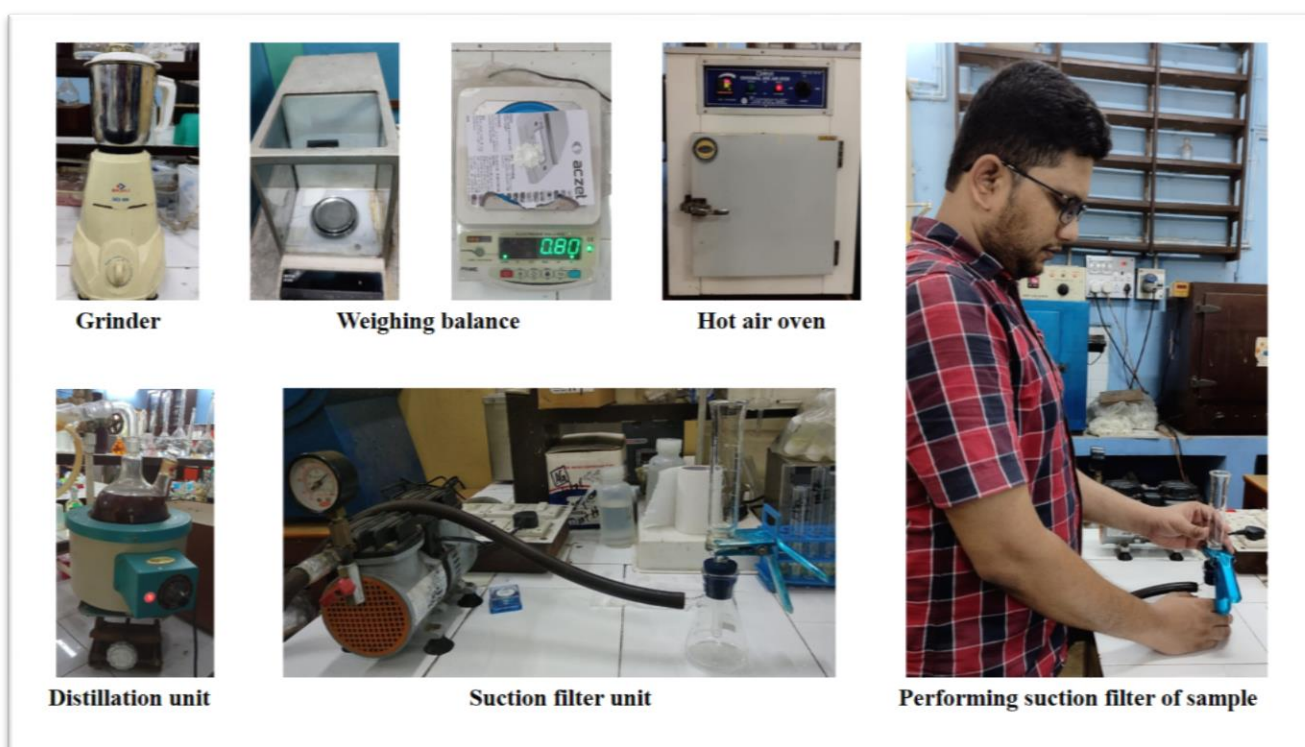 aczet
0.80
Grinder
Weighing balance
Hot air oven
Distillation unit
Suction filter unit
Performing suction filter of sample